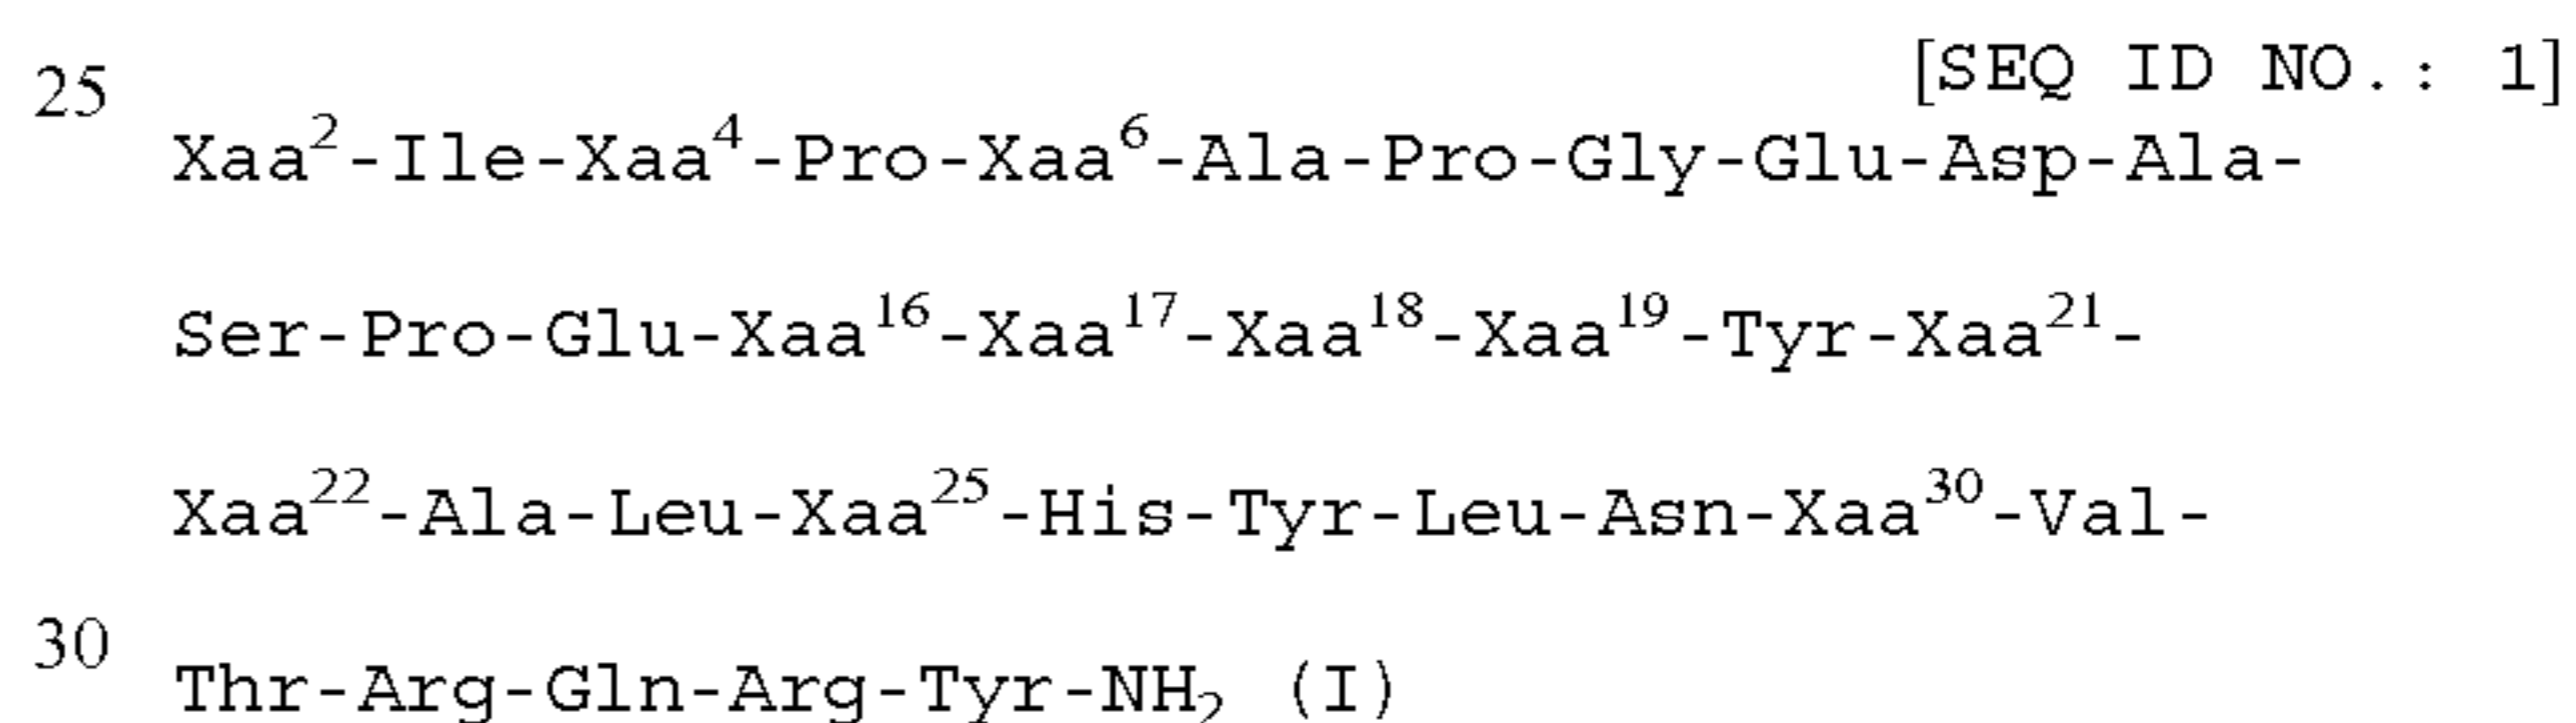 [SEQ ID NO.: 1]
25
Xaa²-Ile-Xaa⁴-Pro-Xaa⁶-Ala-Pro-Gly-Glu-Asp-Ala-
Ser-Pro-Glu-Xaa¹⁶-Xaa¹⁷-Xaa¹⁸-Xaa¹⁹-Tyr-Xaa²¹-
Xaa²²-Ala-Leu-Xaa²⁵-His-Tyr-Leu-Asn-Xaa³⁰-Val-
30
Thr-Arg-Gln-Arg-Tyr-NH₂ (I)